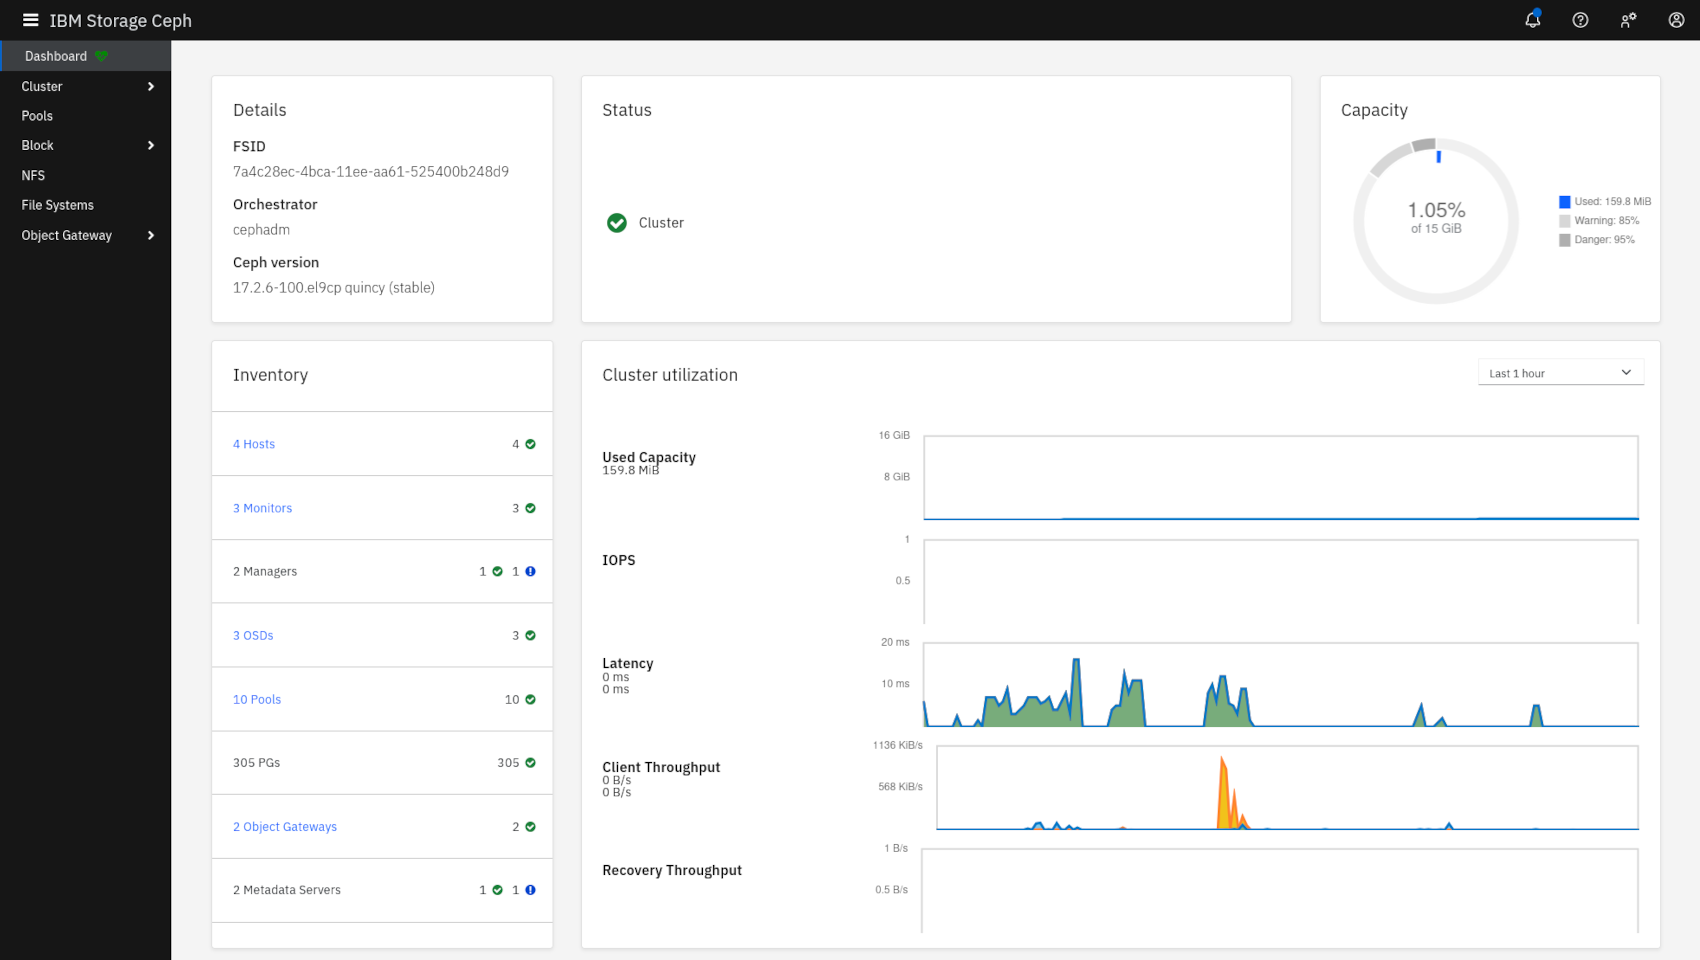 IBM Storage Ceph
Dashboard
Cluster
Pools
Block
NFS
File Systems
Object Gateway
Details
FSID
7a4c28ec-4bca-11ee-aa61-525400b248d9
Orchestrator
cephadm
Ceph version
17.2.6-100.el9cp quincy (stable)
Status
Cluster
Capacity
1.05%
of 15 GiB
Used: 159.8 MiB
Warning: 85%
Danger: 95%
Inventory
4 Hosts 4
3 Monitors 3
2 Managers 1 1
3 OSDs 3
10 Pools 10
305 PGs 305
2 Object Gateways 2
2 Metadata Servers 1 1
Cluster utilization
Last 1 hour
Used Capacity
159.8 MiB
16 GiB
8 GiB
IOPS
1
0.5
Latency
0 ms
0 ms
20 ms
10 ms
Client Throughput
0 B/s
0 B/s
1136 KiB/s
568 KiB/s
Recovery Throughput
1 B/s
0.5 B/s